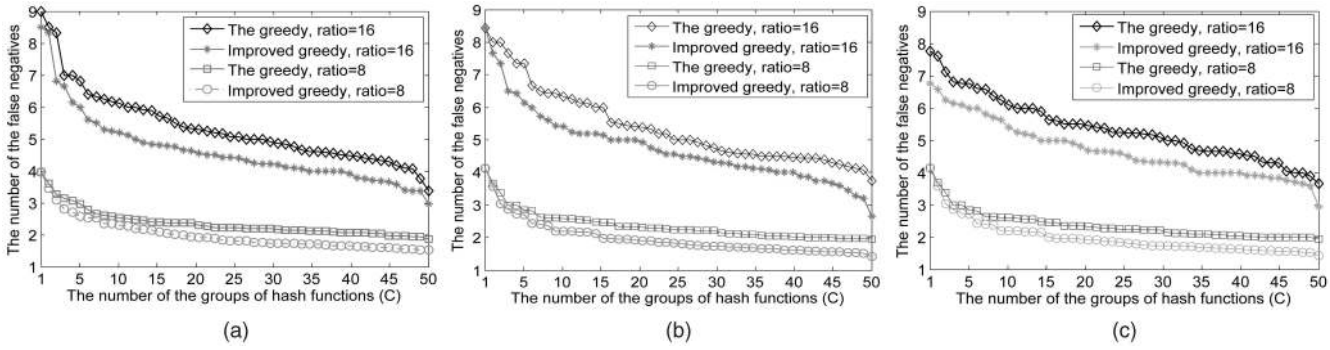 The number of the false negatives
9
8
7
6
5
4
3
2
1
The greedy, ratio=16
Improved greedy, ratio=16
The greedy, ratio=8
Improved greedy, ratio=8
1 5 10 15 20 25 30 35 40 45 50
The number of the groups of hash functions (C)
(a)
The number of the false negatives
9
8
7
6
5
4
3
2
1
The greedy, ratio=16
Improved greedy, ratio=16
The greedy, ratio=8
Improved greedy, ratio=8
1 5 10 15 20 25 30 35 40 45 50
The number of the groups of hash functions (C)
(b)
The number of the false negatives
9
8
7
6
5
4
3
2
1
The greedy, ratio=16
Improved greedy, ratio=16
The greedy, ratio=8
Improved greedy, ratio=8
1 5 10 15 20 25 30 35 40 45 50
The number of the groups of hash functions (C)
(c)